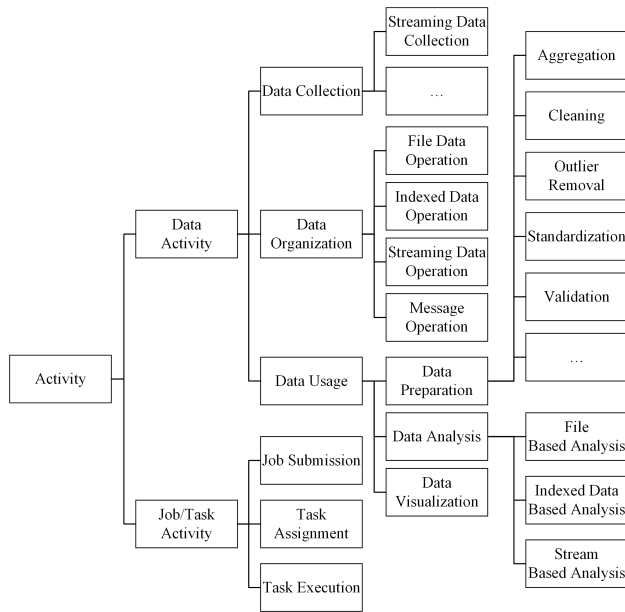 Streaming Data
Collection
Aggregation
Data Collection
…
Cleaning
File Data
Operation
Outlier
Removal
Indexed Data
Operation
Data
Activity
Data
Organization
Standardization
Streaming Data
Operation
Validation
Message
Operation
…
Activity
Data Usage
Data
Preparation
Data Analysis
File
Based Analysis
Job Submission
Data
Visualization
Indexed Data
Based Analysis
Job/Task
Activity
Task
Assignment
Stream
Based Analysis
Task Execution